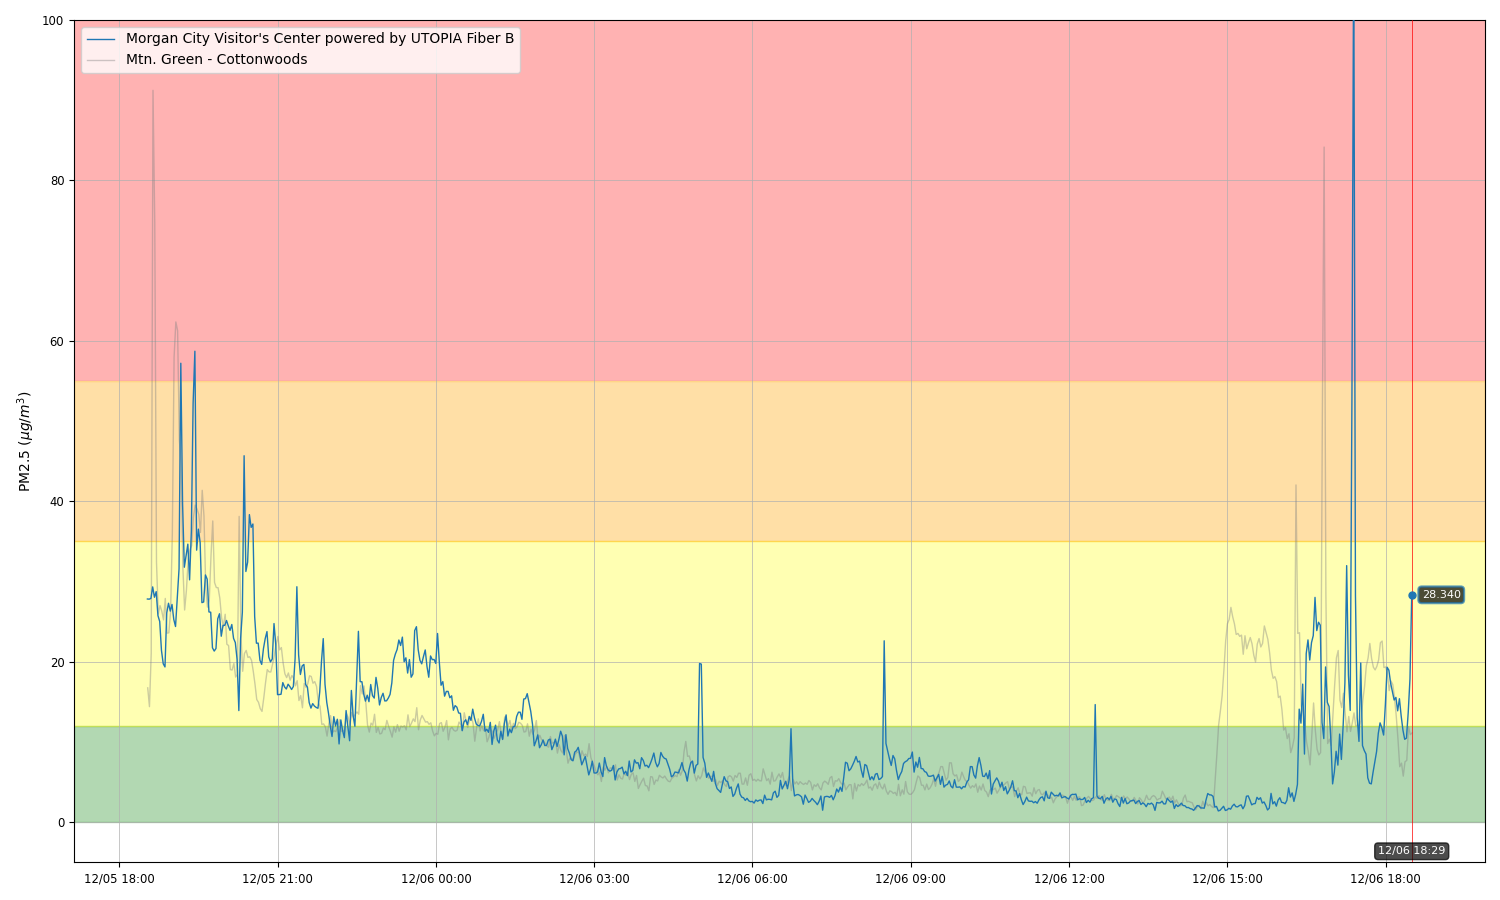 100
Morgan City Visitor's Center powered by UTOPIA Fiber B
Mtn. Green - Cottonwoods
80
60
PM2.5 (μg/m³)
40
28.340
20
0
12/06 18:29
12/05 18:00 12/05 21:00 12/06 00:00 12/06 03:00 12/06 06:00 12/06 09:00 12/06 12:00 12/06 15:00 12/06 18:00